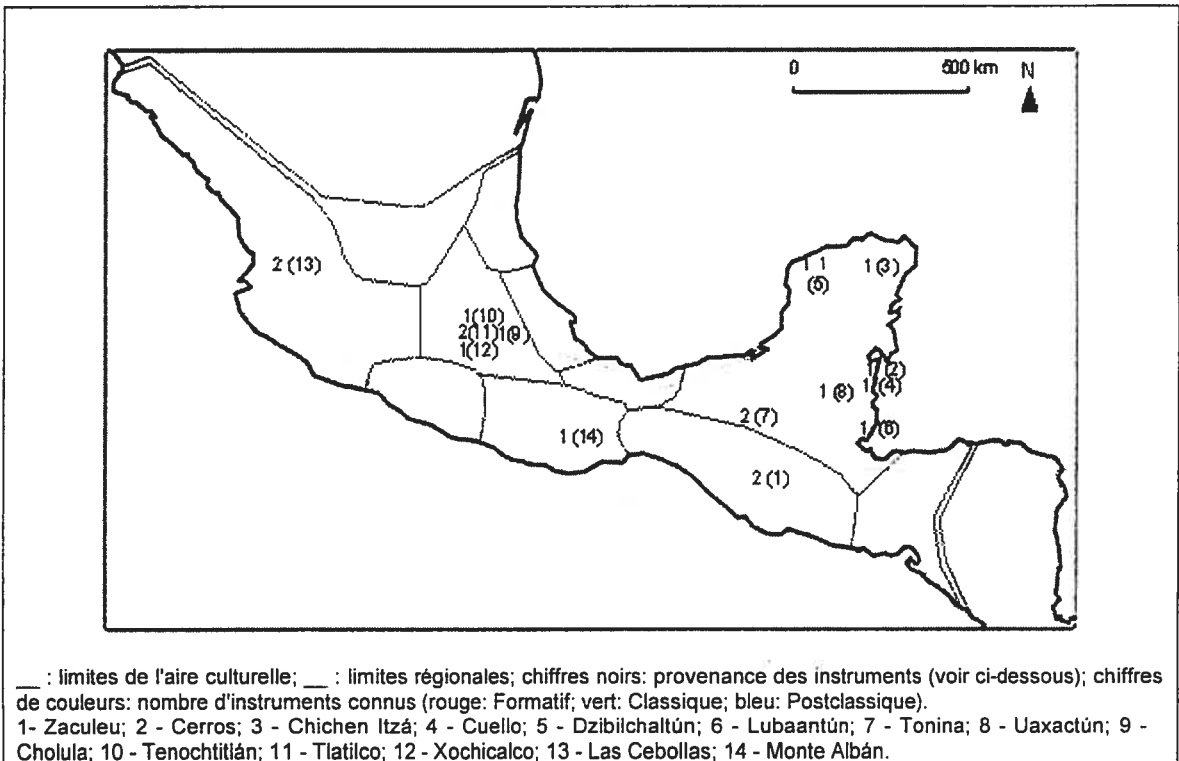 0 500 km N
2 (13)
1 1 1 (3)
(5)
1(10)
2(11)1(9)
1(12)
1 (2)
1 (8) 1 (4)
2 (7) 1 (6)
1 (14)
2 (1)
__ : limites de l'aire culturelle; __ : limites régionales; chiffres noirs: provenance des instruments (voir ci-dessous); chiffres
de couleurs: nombre d'instruments connus (rouge: Formatif; vert: Classique; bleu: Postclassique).
1- Zaculeu; 2 - Cerros; 3 - Chichen Itzá; 4 - Cuello; 5 - Dzibilchaltún; 6 - Lubaantún; 7 - Tonina; 8 - Uaxactún; 9 -
Cholula; 10 - Tenochtitlán; 11 - Tlatilco; 12 - Xochicalco; 13 - Las Cebollas; 14 - Monte Albán.